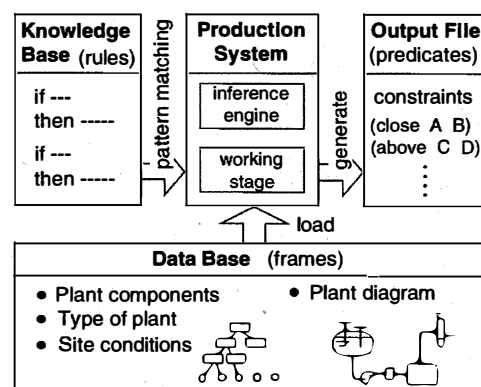 Knowledge
Base (rules)
if ---
then -----
if ---
then -----
pattern matching
Production
System
inference
engine
working
stage
generate
Output File
(predicates)
constraints
(close A B)
(above C D)
load
Data Base (frames)
• Plant components
• Type of plant
• Site conditions
• Plant diagram